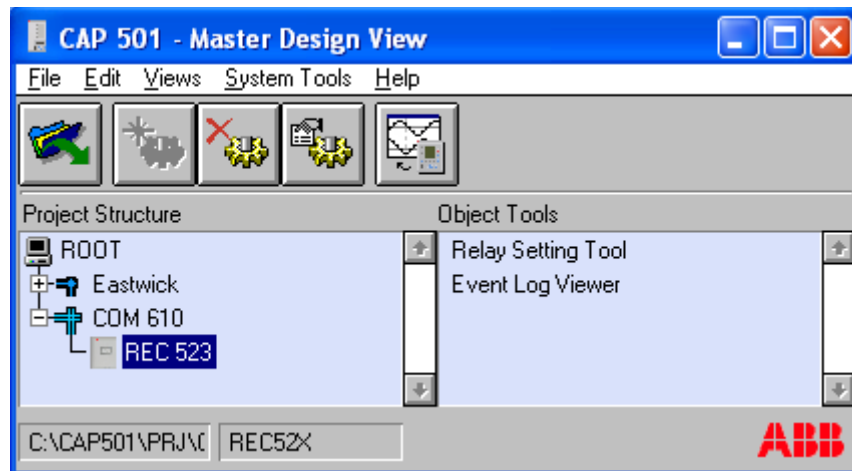 CAP 501 - Master Design View
File Edit Views System Tools Help
Project Structure
Object Tools
ROOT
Eastwick
COM 610
REC 523
Relay Setting Tool
Event Log Viewer
C:\CAP501\PRJ\
REC52X
ABB